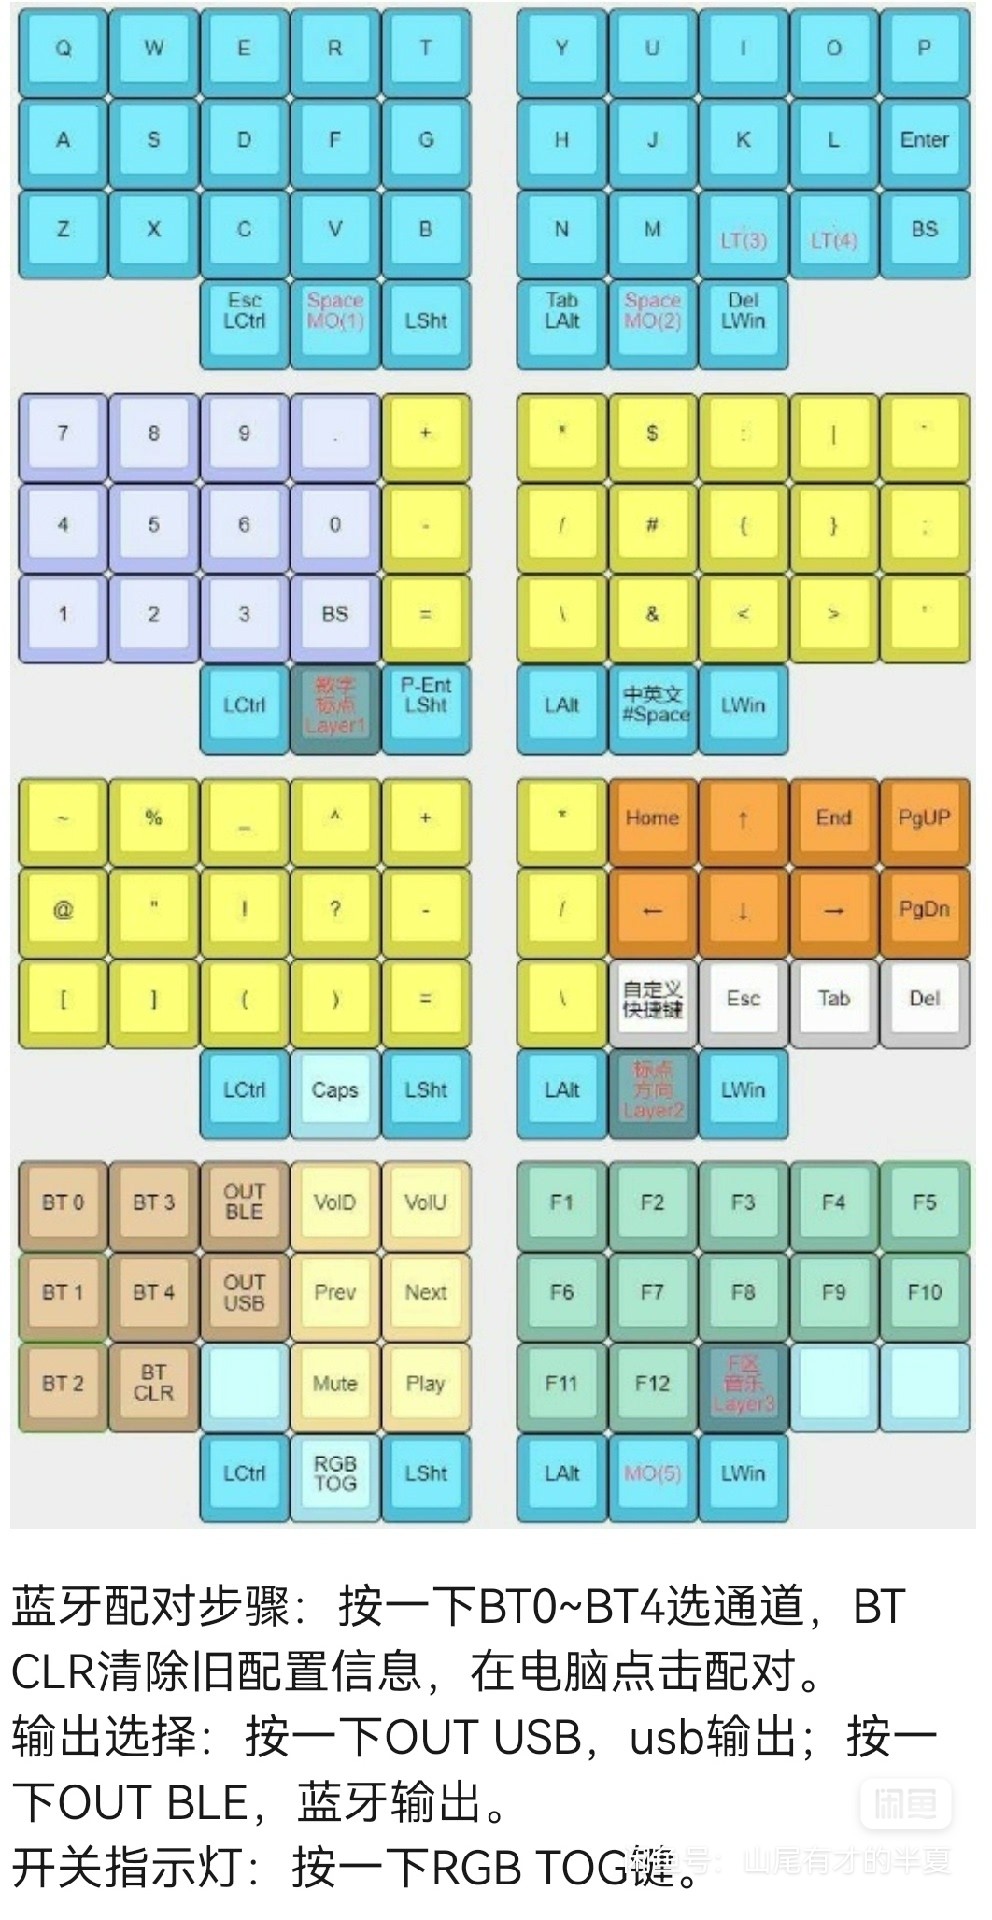 Q W E R T Y U I O P
A S D F G H J K L Enter
Z X C V B N M LT(3) LT(4) BS
Esc Space Tab Space Del
LCtrl MO(1) LSht LAlt MO(2) LWin
7 8 9 . + * $ : |
4 5 6 0 - / # { } ;
1 2 3 BS = \ & < >
数字 P-Ent
LCtrl 标点 LSht LAlt 中英文 LWin
Layer1 #Space
~ % _ ^ + * Home ↑ End PgUP
@ " ! ? - / ← ↓ → PgDn
[ ] ( ) = \ 自定义 Esc Tab Del
快捷键
标点
LCtrl Caps LSht LAlt 方向 LWin
Layer2
BT 0 BT 3 OUT VolD VolU F1 F2 F3 F4 F5
BLE
BT 1 BT 4 OUT Prev Next F6 F7 F8 F9 F10
USB
BT 2 BT Mute Play F11 F12 F区
CLR 音乐
Layer3
LCtrl RGB LSht LAlt MO(5) LWin
TOG
蓝牙配对步骤：按一下BT0~BT4选通道，BT
CLR清除旧配置信息，在电脑点击配对。
输出选择：按一下OUT USB，usb输出；按一
下OUT BLE，蓝牙输出。
开关指示灯：按一下RGB TOG键。
闲鱼
号：山尾有才的半夏